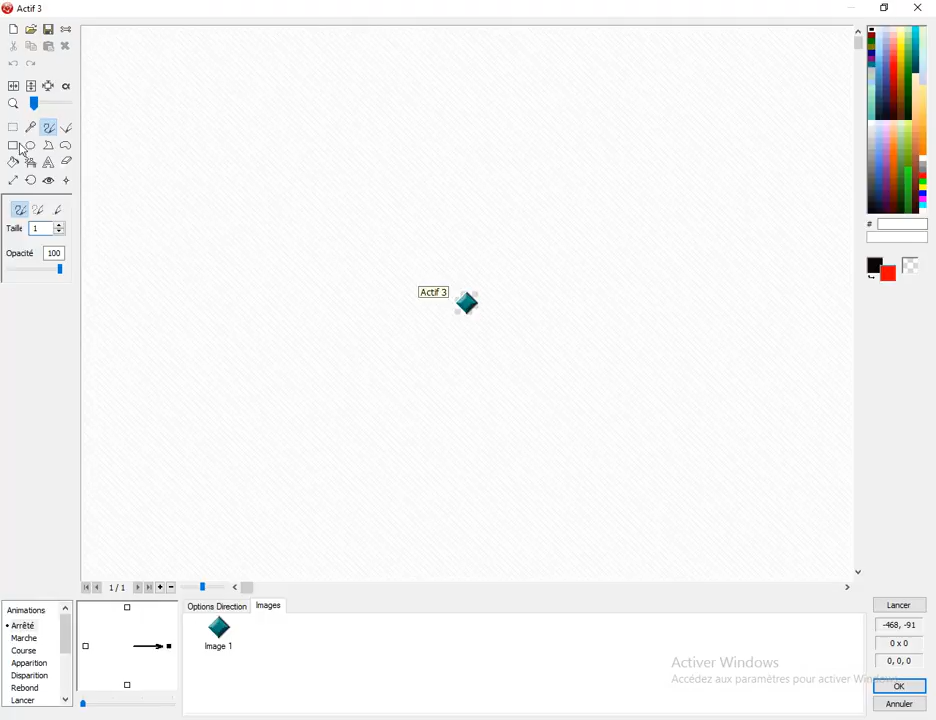 Actif 3
Taille 1
Opacité 100
Actif 3
#
1 / 1
Animations
Arrêté
Marche
Course
Apparition
Disparition
Rebond
Lancer
Options Direction Images
Image 1
Lancer
-468, -91
0 x 0
0, 0, 0
OK
Annuler
Activer Windows
Accédez aux paramètres pour activer Windows.